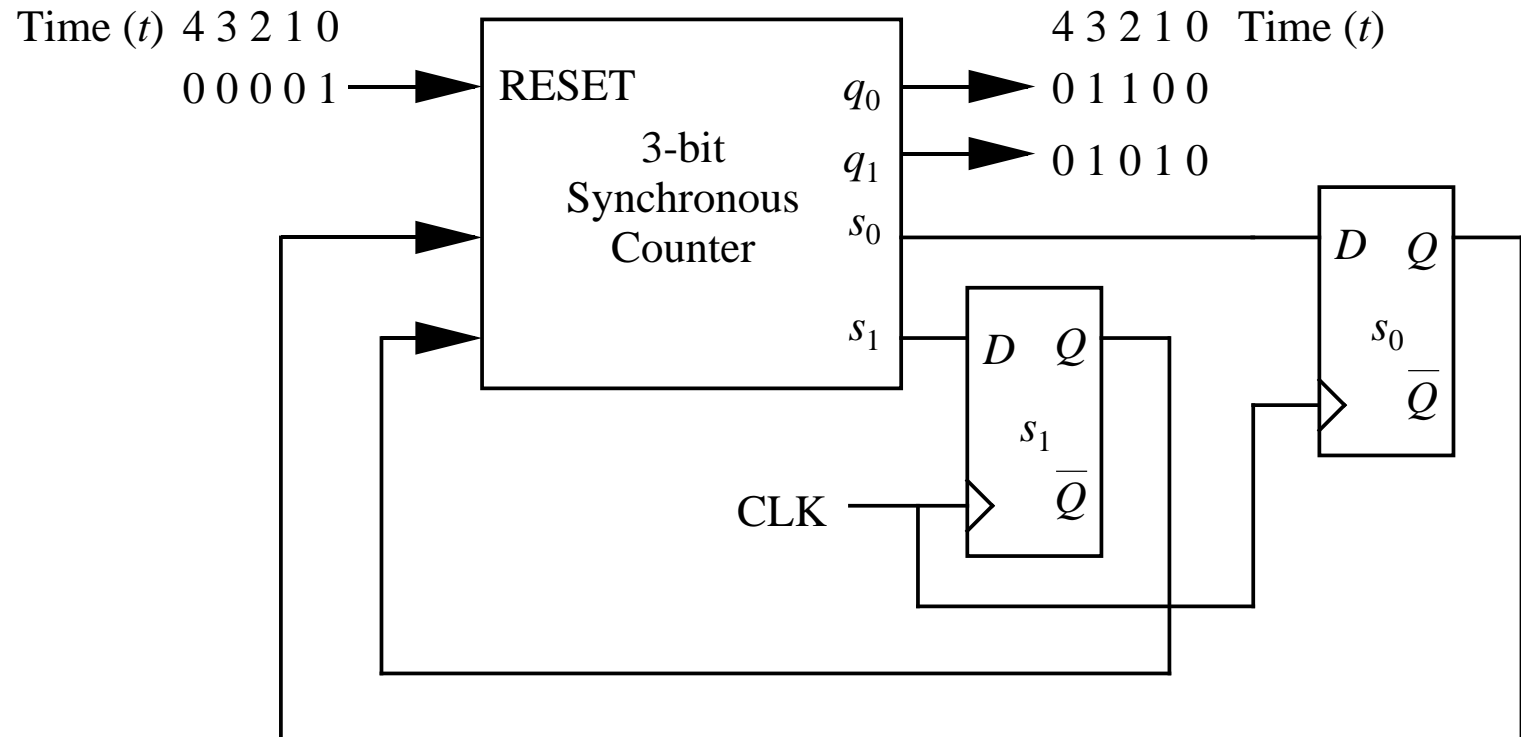 Time (t) 4 3 2 1 0
4 3 2 1 0 Time (t)
0 0 0 0 1
RESET
q0
0 1 1 0 0
3-bit
Synchronous
Counter
q1
0 1 0 1 0
s0
s1
D Q
s0
Q
D Q
s1
Q
CLK